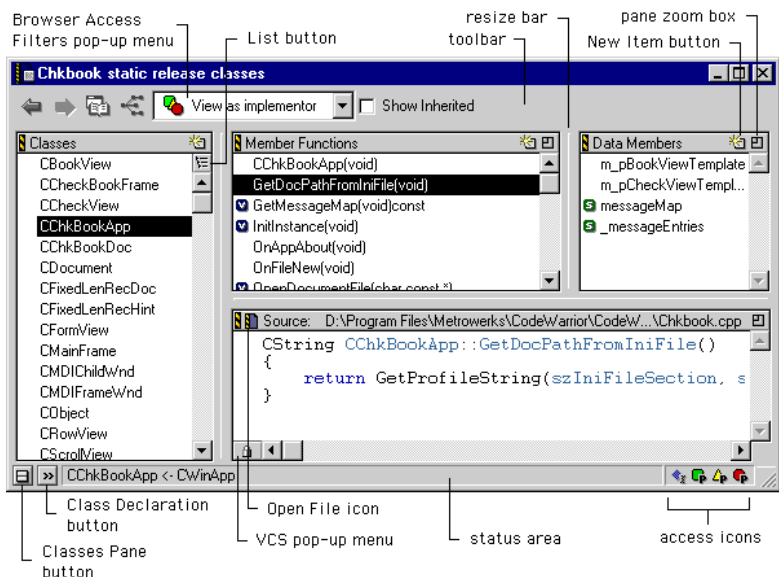 Browser Access
Filters pop-up menu
List button
resize bar
toolbar
pane zoom box
New Item button
Chkbook static release classes
View as implementor
Show Inherited
Classes
CBookView
CCheckBookFrame
CCheckView
CChkBookApp
CChkBookDoc
CDocument
CFixedLenRecDoc
CFixedLenRecHint
CFormView
CMainFrame
CMDIChildWnd
CMDIFrameWnd
CObject
CRowView
CScrollView
Member Functions
CChkBookApp(void)
GetDocPathFromIniFile(void)
GetMessageMap(void)const
InitInstance(void)
OnAppAbout(void)
OnFileNew(void)
OpenDocumentFile(char const *)
Data Members
m_pBookViewTemplate
m_pCheckViewTempl...
messageMap
_messageEntries
Source: D:\Program Files\Metrowerks\CodeWarrior\CodeW...\Chkbook.cpp
CString CChkBookApp::GetDocPathFromIniFile()
{
return GetProfileString(szIniFileSection, s
}
CChkBookApp <- CWinApp
Class Declaration
button
Classes Pane
button
Open File icon
VCS pop-up menu
status area
access icons